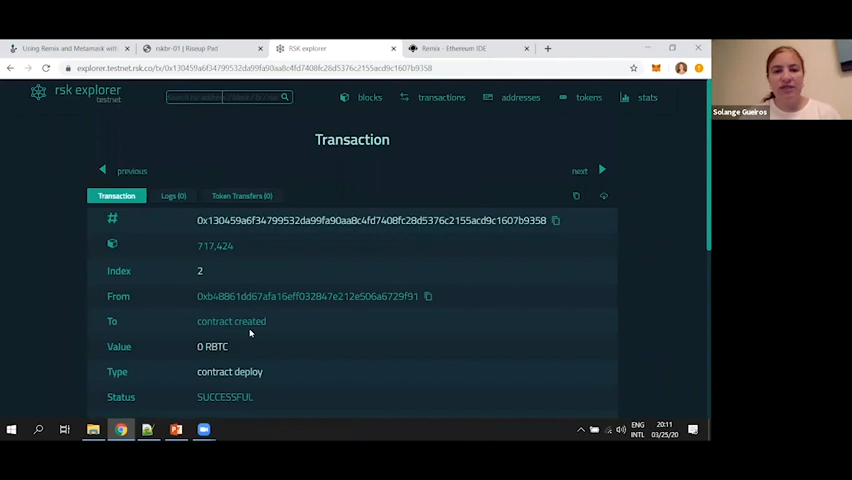 Using Remix and Metamask with
rskbr-01 | Riseup Pad
RSK explorer
Remix - Ethereum IDE
explorer.testnet.rsk.co/tx/0x130459a6f34799532da99fa90aa8c4fd7408fc28d5376c2155acd9c1607b9358
rsk explorer
testnet
blocks
transactions
addresses
tokens
stats
Solange Gueiros
Transaction
previous
next
Transaction
Logs (0)
Token Transfers (0)
# 0x130459a6f34799532da99fa90aa8c4fd7408fc28d5376c2155acd9c1607b9358
717,424
Index 2
From 0xb48861dd67afa16eff032847e212e506a6729f91
To contract created
Value 0 RBTC
Type contract deploy
Status SUCCESSFUL
ENG
INTL
20:11
03/25/20